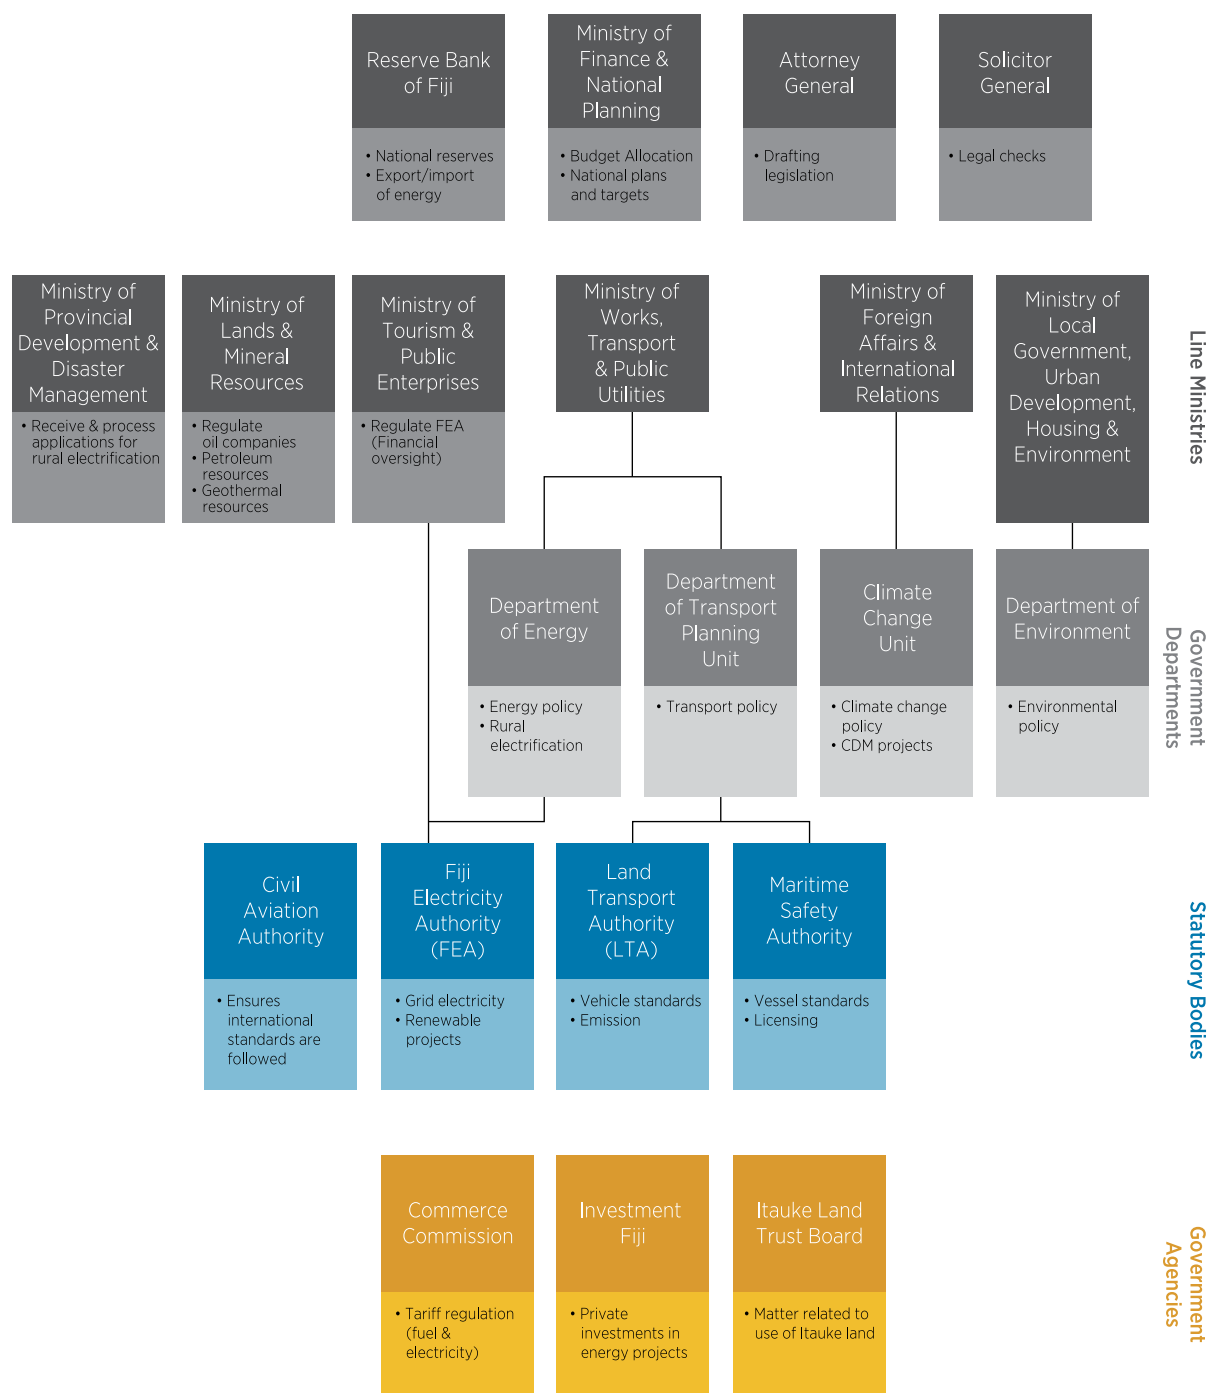 Reserve Bank
of Fiji
• National reserves
• Export/import
of energy
Ministry of
Finance &
National
Planning
• Budget Allocation
• National plans
and targets
Attorney
General
• Drafting
legislation
Solicitor
General
• Legal checks
Ministry of
Provincial
Development &
Disaster
Management
• Receive & process
applications for
rural electrification
Ministry of
Lands &
Mineral
Resources
• Regulate
oil companies
• Petroleum
resources
• Geothermal
resources
Ministry of
Tourism &
Public
Enterprises
• Regulate FEA
(Financial
oversight)
Ministry of
Works,
Transport
& Public
Utilities
Ministry of
Foreign
Affairs &
International
Relations
Ministry of
Local
Government,
Urban
Development,
Housing &
Environment
Line Ministries
Department
of Energy
• Energy policy
• Rural
electrification
Department
of Transport
Planning
Unit
• Transport policy
Climate
Change
Unit
• Climate change
policy
• CDM projects
Department of
Environment
• Environmental
policy
Government
Departments
Civil
Aviation
Authority
• Ensures
international
standards are
followed
Fiji
Electricity
Authority
(FEA)
• Grid electricity
• Renewable
projects
Land
Transport
Authority
(LTA)
• Vehicle standards
• Emission
Maritime
Safety
Authority
• Vessel standards
• Licensing
Statutory Bodies
Commerce
Commission
• Tariff regulation
(fuel &
electricity)
Investment
Fiji
• Private
investments in
energy projects
Itauke Land
Trust Board
• Matter related to
use of Itauke land
Government
Agencies